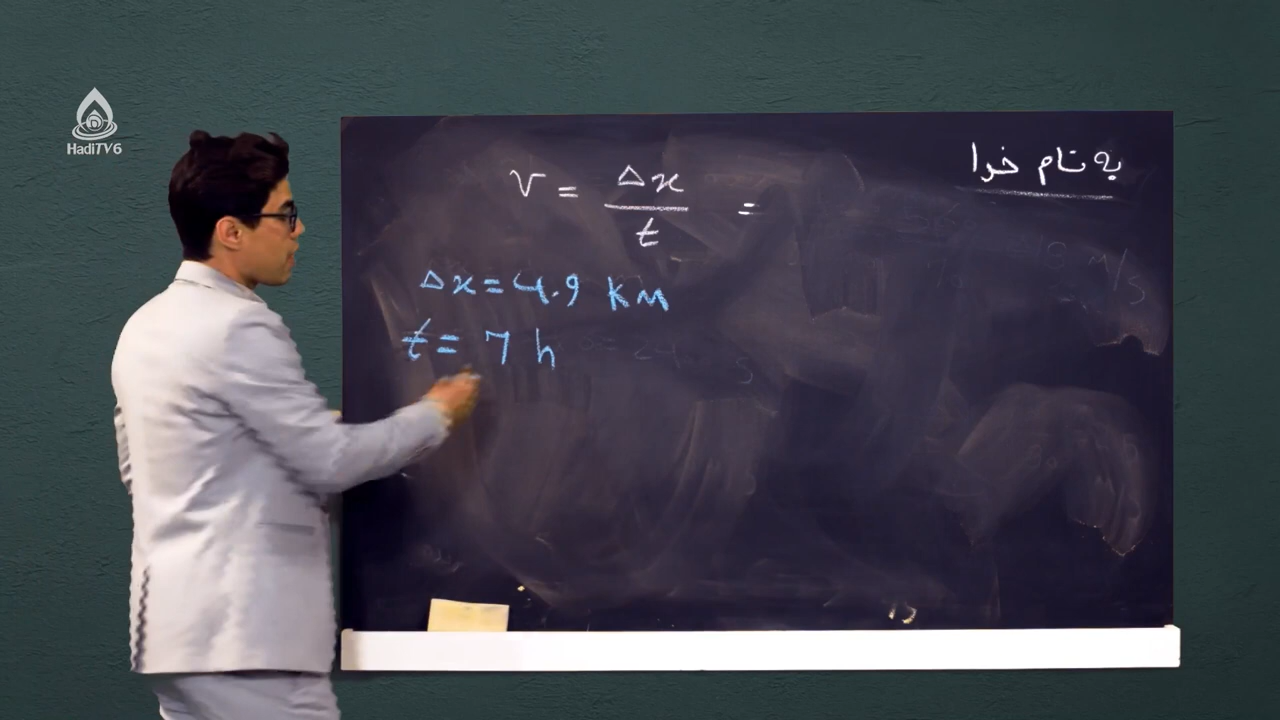 HadiTV6
به نام خدا
v = Δx / t =
Δx = 4.9 KM
t = 7 h